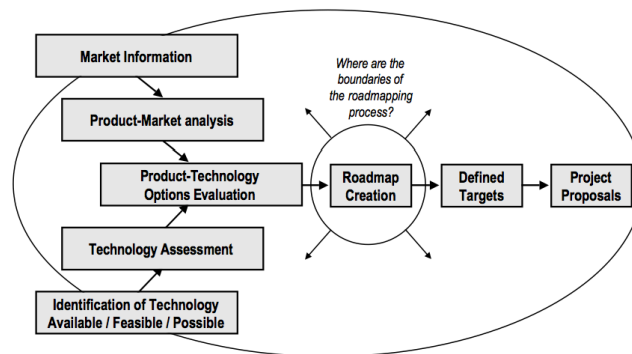 Market Information
Where are the
boundaries of
the roadmapping
process?
Product-Market analysis
Product-Technology
Options Evaluation
Roadmap
Creation
Defined
Targets
Project
Proposals
Technology Assessment
Identification of Technology
Available / Feasible / Possible